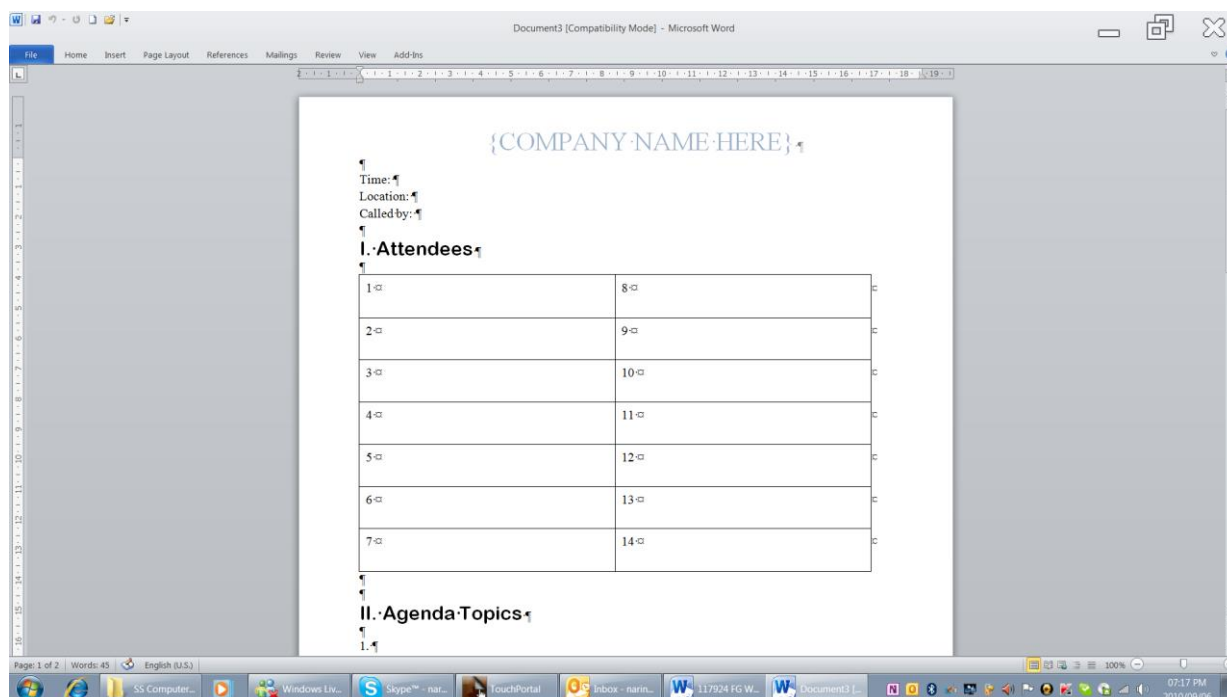 Document3 [Compatibility Mode] - Microsoft Word
File Home Insert Page Layout References Mailings Review View Add-Ins
{COMPANY NAME HERE}
Time:
Location:
Called by:
I. Attendees
1 8
2 9
3 10
4 11
5 12
6 13
7 14
II. Agenda Topics
1.
Page: 1 of 2 Words: 45 English (U.S.) 100%
SS Computer... Windows Liv... Skype™ - nar... TouchPortal Inbox - narin... 117924 FG W... Document3 [... 07:17 PM